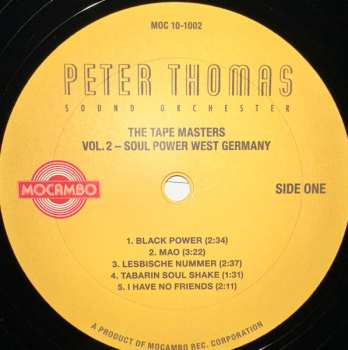 MOC 10-1002
PETER THOMAS
SOUND ORCHESTER
THE TAPE MASTERS
VOL. 2 – SOUL POWER WEST GERMANY
MOCAMBO
SIDE ONE
1. BLACK POWER (2:34)
2. MAO (3:22)
3. LESBISCHE NUMMER (2:37)
4. TABARIN SOUL SHAKE (1:31)
5. I HAVE NO FRIENDS (2:11)
A PRODUCT OF MOCAMBO REC. CORPORATION